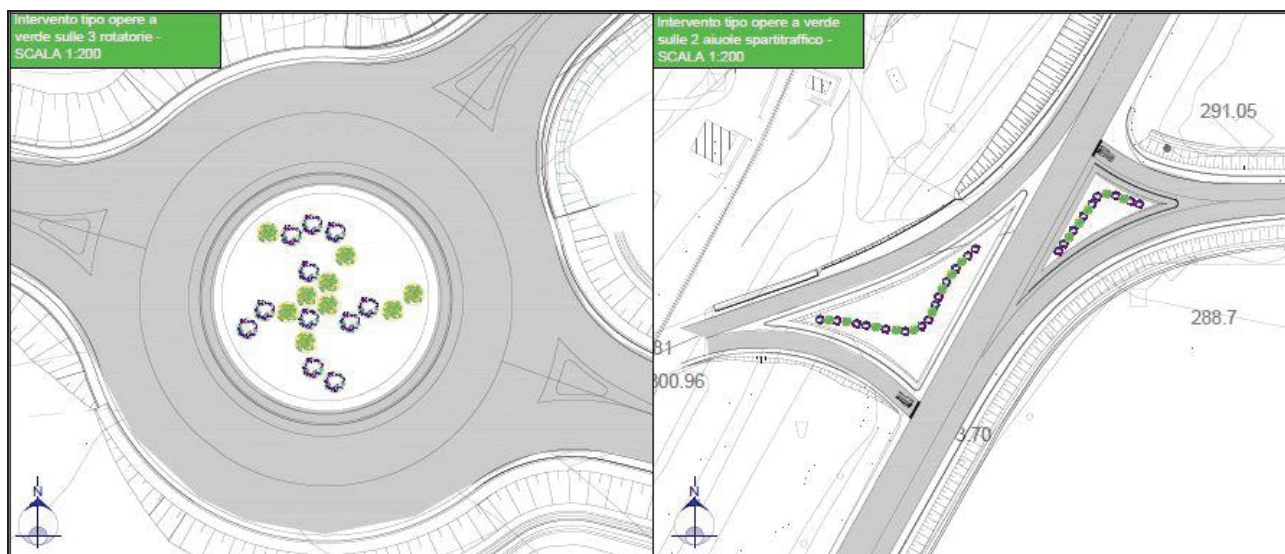 Intervento tipo opere a
verde sulle 3 rotatorie -
SCALA 1:200
N
Intervento tipo opere a verde
sulle 2 aiuole spartitraffico -
SCALA 1:200
291.05
288.7
81
300.96
3.70
N